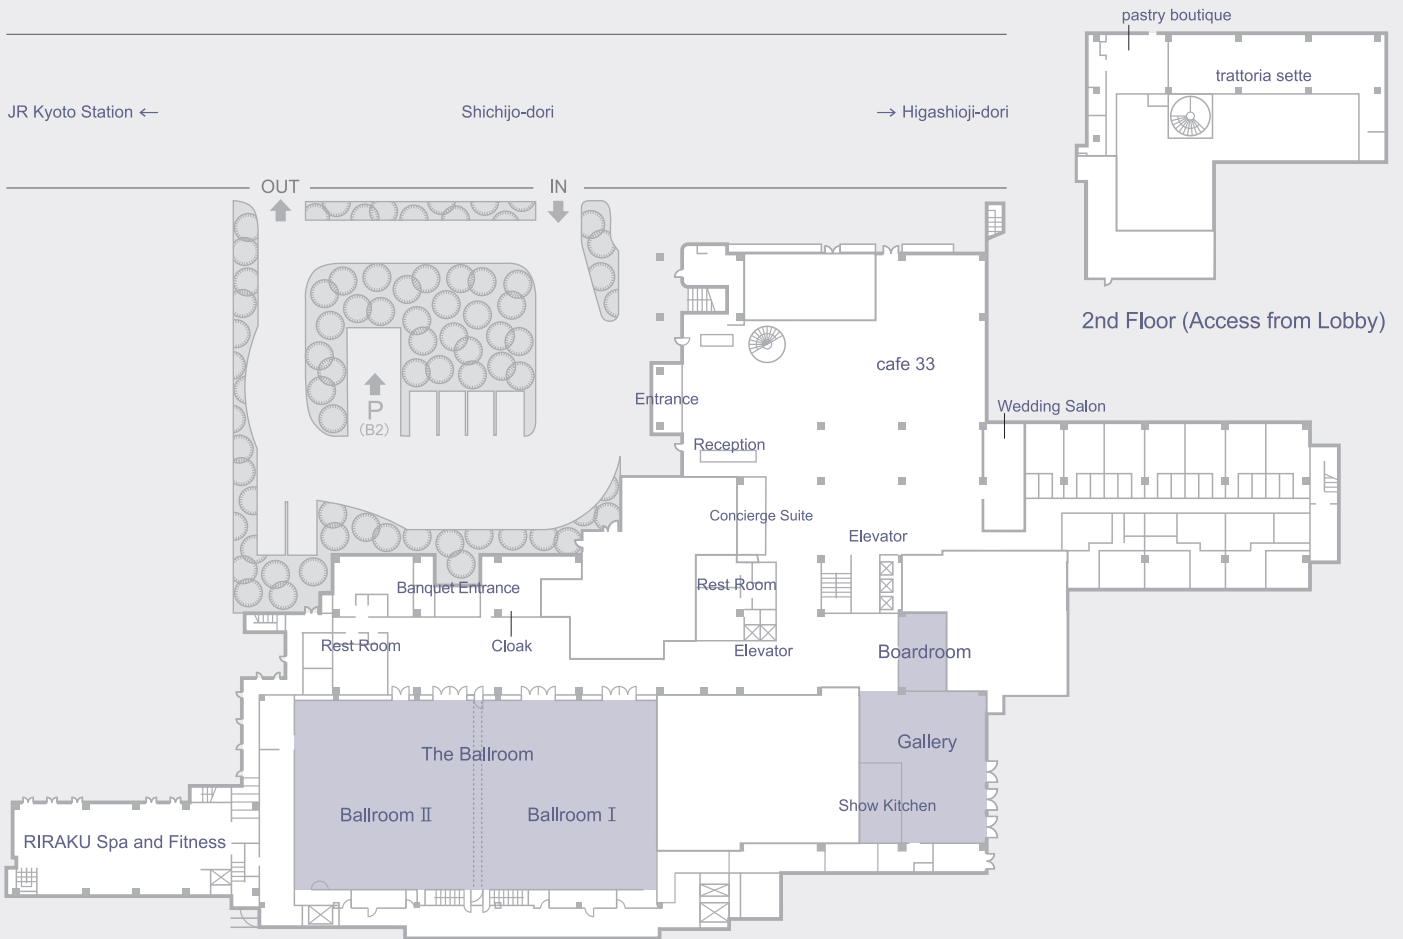 pastry boutique
trattoria sette
JR Kyoto Station ←
Shichijo-dori
→ Higashioji-dori
OUT
IN
2nd Floor (Access from Lobby)
cafe 33
P
(B2)
Entrance
Wedding Salon
Reception
Concierge Suite
Elevator
Banquet Entrance
Rest Room
Rest Room
Cloak
Elevator
Boardroom
Gallery
The Ballroom
Ballroom Ⅱ
Ballroom Ⅰ
Show Kitchen
RIRAKU Spa and Fitness